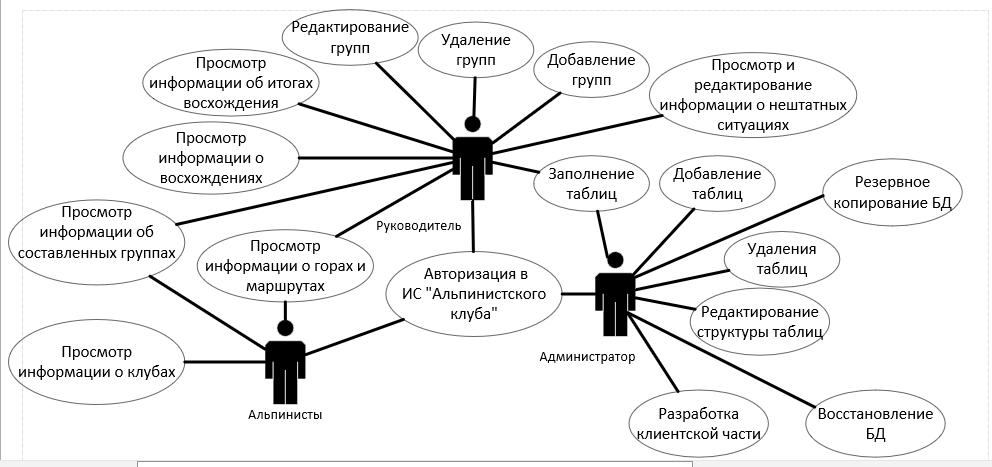 Редактирование
групп
Удаление
групп
Добавление
групп
Просмотр и
редактирование
информации о нештатных
ситуациях
Просмотр
информации об итогах
восхождения
Просмотр
информации о
восхождениях
Заполнение
таблиц
Добавление
таблиц
Резервное
копирование БД
Просмотр
информации об
составленных группах
Руководитель
Просмотр
информации о горах и
маршрутах
Авторизация в
ИС "Альпинистского
клуба"
Удаления
таблиц
Редактирование
структуры таблиц
Администратор
Просмотр
информации о клубах
Альпинисты
Разработка
клиентской части
Восстановление
БД